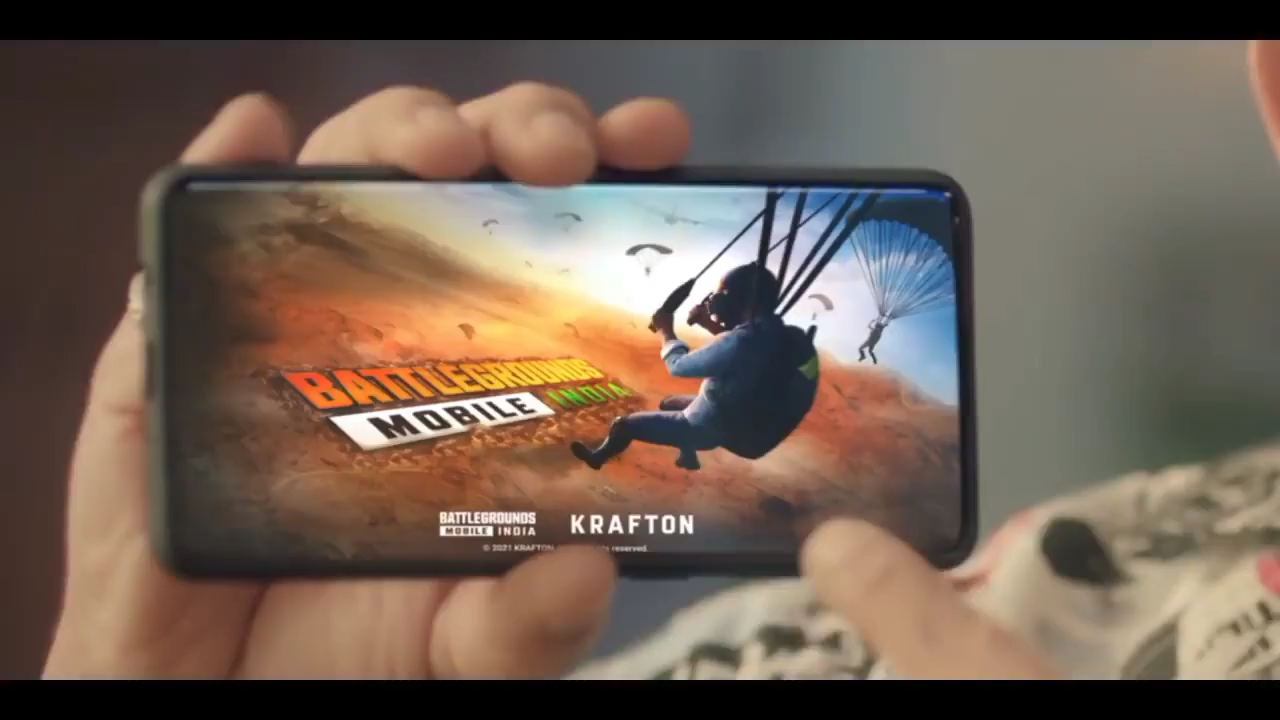 BATTLEGROUNDS
MOBILE INDIA
BATTLEGROUNDS
MOBILE INDIA
KRAFTON
© 2021 KRAFTON reserved.